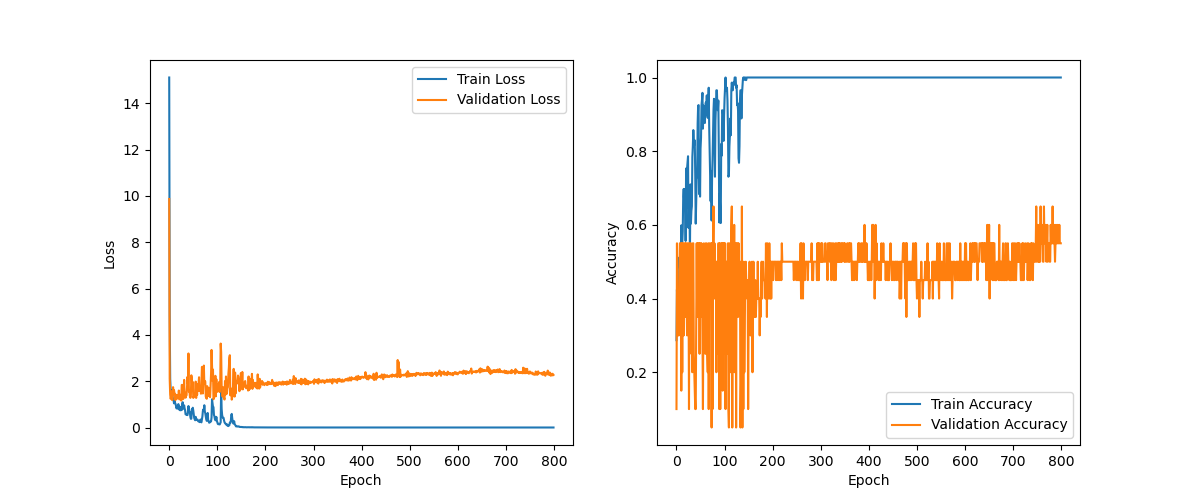 Train Loss
Validation Loss
14
12
10
8
6
4
2
0
Loss
0 100 200 300 400 500 600 700 800
Epoch
1.0
0.8
0.6
0.4
0.2
Accuracy
Train Accuracy
Validation Accuracy
0 100 200 300 400 500 600 700 800
Epoch